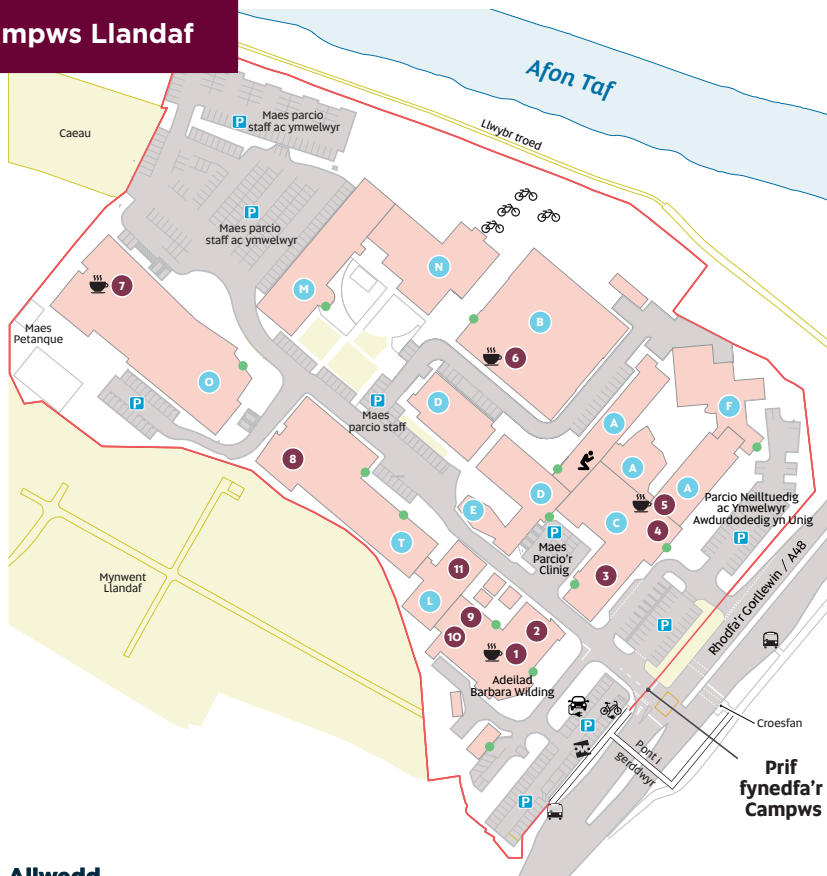 mpws Llandaf
Afon Taf
Llwybr troed
Caeau
P
Maes parcio
staff ac ymwelwyr
P
Maes parcio
staff ac ymwelwyr
N
M
B
7
6
Maes
Petanque
O
P
P
Maes
parcio staff
D
F
A
A
A
8
D
E
C
5
4
Parcio Neilltuedig
ac Ymwelwyr
Awdurdodedig yn Unig
P
P
Maes
Parcio'r
Clinig
T
11
3
Mynwent
Llandaf
L
9
10
2
1
P
Rhodfa'r Gorllewin / A48
Adeilad
Barbara Wilding
P
P
Croesfan
Pont i
gerddwyr
Prif
fynedfa'r
Campws
Allwedd